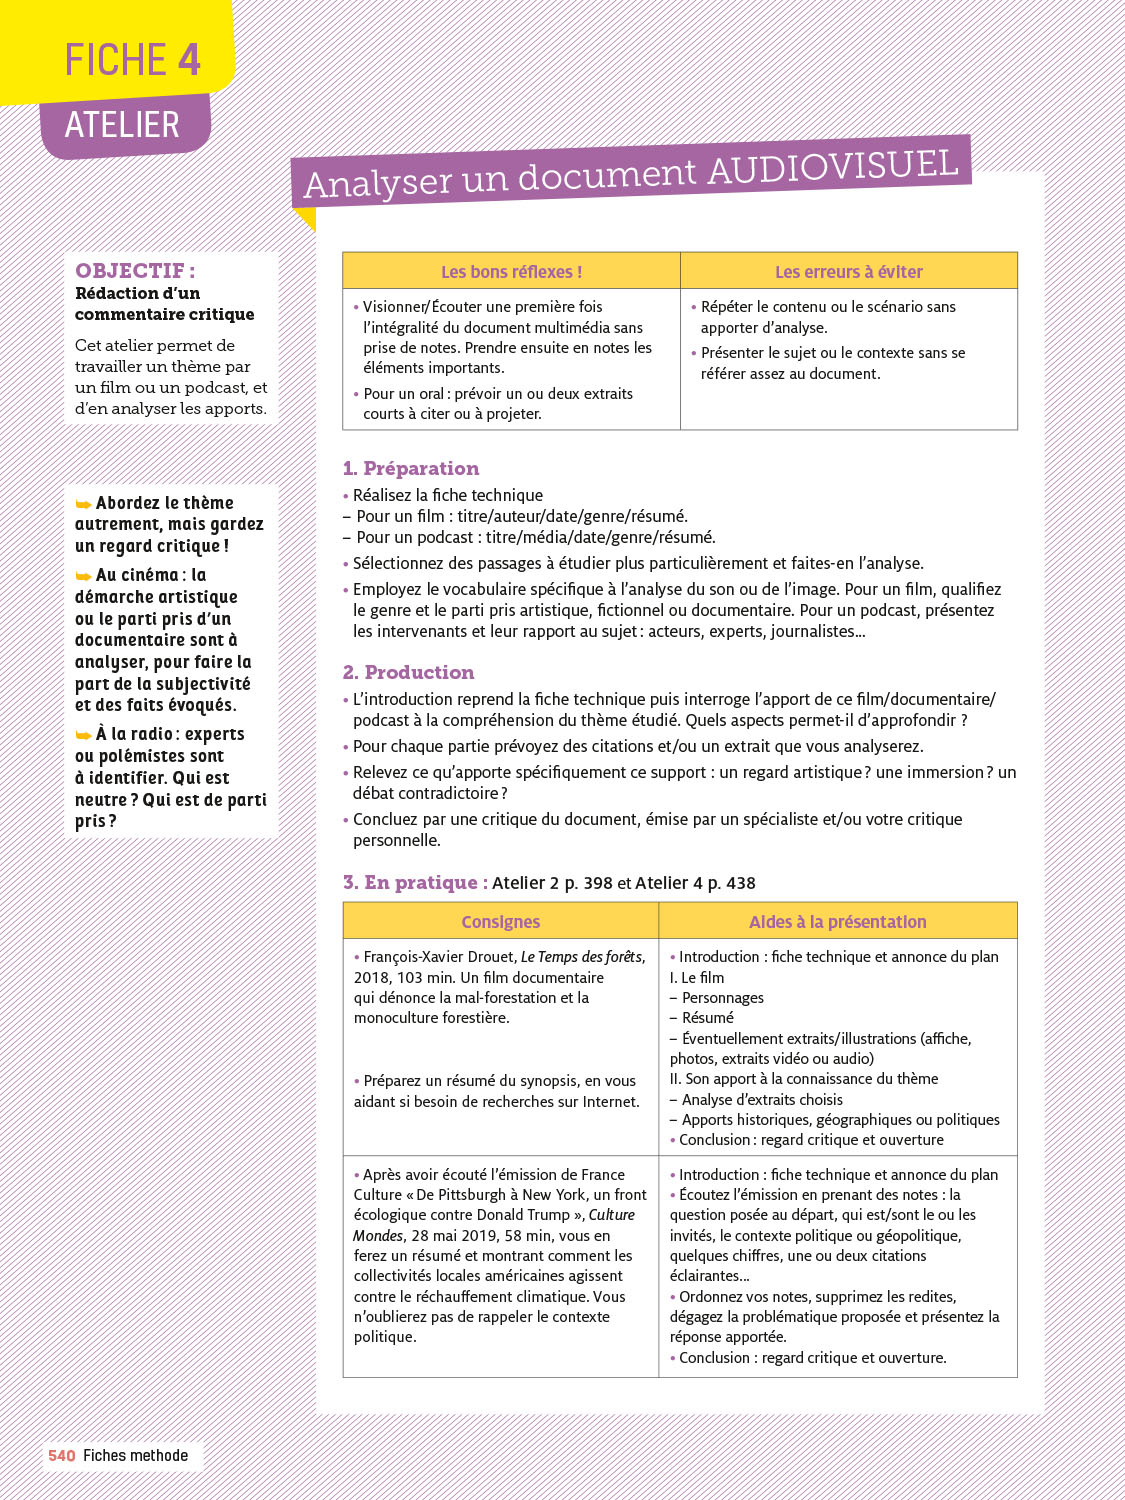 FICHE 4
ATELIER
Analyser un document AUDIOVISUEL
OBJECTIF :
Rédaction d'un
commentaire critique
Cet atelier permet de
travailler un thème par
un film ou un podcast, et
d'en analyser les apports.
➥ Abordez le thème
autrement, mais gardez
un regard critique !
➥ Au cinéma : la
démarche artistique
ou le parti pris d'un
documentaire sont à
analyser, pour faire la
part de la subjectivité
et des faits évoqués.
➥ À la radio : experts
ou polémistes sont
à identifier. Qui est
neutre ? Qui est de parti
pris ?
Les bons réflexes !
• Visionner/Écouter une première fois
l'intégralité du document multimédia sans
prise de notes. Prendre ensuite en notes les
éléments importants.
• Pour un oral : prévoir un ou deux extraits
courts à citer ou à projeter.
Les erreurs à éviter
• Répéter le contenu ou le scénario sans
apporter d'analyse.
• Présenter le sujet ou le contexte sans se
référer assez au document.
1. Préparation
• Réalisez la fiche technique
– Pour un film : titre/auteur/date/genre/résumé.
– Pour un podcast : titre/média/date/genre/résumé.
• Sélectionnez des passages à étudier plus particulièrement et faites-en l'analyse.
• Employez le vocabulaire spécifique à l'analyse du son ou de l'image. Pour un film, qualifiez
le genre et le parti pris artistique, fictionnel ou documentaire. Pour un podcast, présentez
les intervenants et leur rapport au sujet : acteurs, experts, journalistes…
2. Production
• L'introduction reprend la fiche technique puis interroge l'apport de ce film/documentaire/
podcast à la compréhension du thème étudié. Quels aspects permet-il d'approfondir ?
• Pour chaque partie prévoyez des citations et/ou un extrait que vous analyserez.
• Relevez ce qu'apporte spécifiquement ce support : un regard artistique ? une immersion ? un
débat contradictoire ?
• Concluez par une critique du document, émise par un spécialiste et/ou votre critique
personnelle.
3. En pratique : Atelier 2 p. 398 et Atelier 4 p. 438
Consignes
Aides à la présentation
• François-Xavier Drouet, Le Temps des forêts,
2018, 103 min. Un film documentaire
qui dénonce la mal-forestation et la
monoculture forestière.
• Préparez un résumé du synopsis, en vous
aidant si besoin de recherches sur Internet.
• Introduction : fiche technique et annonce du plan
I. Le film
– Personnages
– Résumé
– Éventuellement extraits/illustrations (affiche,
photos, extraits vidéo ou audio)
II. Son apport à la connaissance du thème
– Analyse d'extraits choisis
– Apports historiques, géographiques ou politiques
• Conclusion : regard critique et ouverture
• Après avoir écouté l'émission de France
Culture « De Pittsburgh à New York, un front
écologique contre Donald Trump », Culture
Mondes, 28 mai 2019, 58 min, vous en
ferez un résumé et montrant comment les
collectivités locales américaines agissent
contre le réchauffement climatique. Vous
n'oublierez pas de rappeler le contexte
politique.
• Introduction : fiche technique et annonce du plan
• Écoutez l'émission en prenant des notes : la
question posée au départ, qui est/sont le ou les
invités, le contexte politique ou géopolitique,
quelques chiffres, une ou deux citations
éclairantes…
• Ordonnez vos notes, supprimez les redites,
dégagez la problématique proposée et présentez la
réponse apportée.
• Conclusion : regard critique et ouverture.
540 Fiches methode